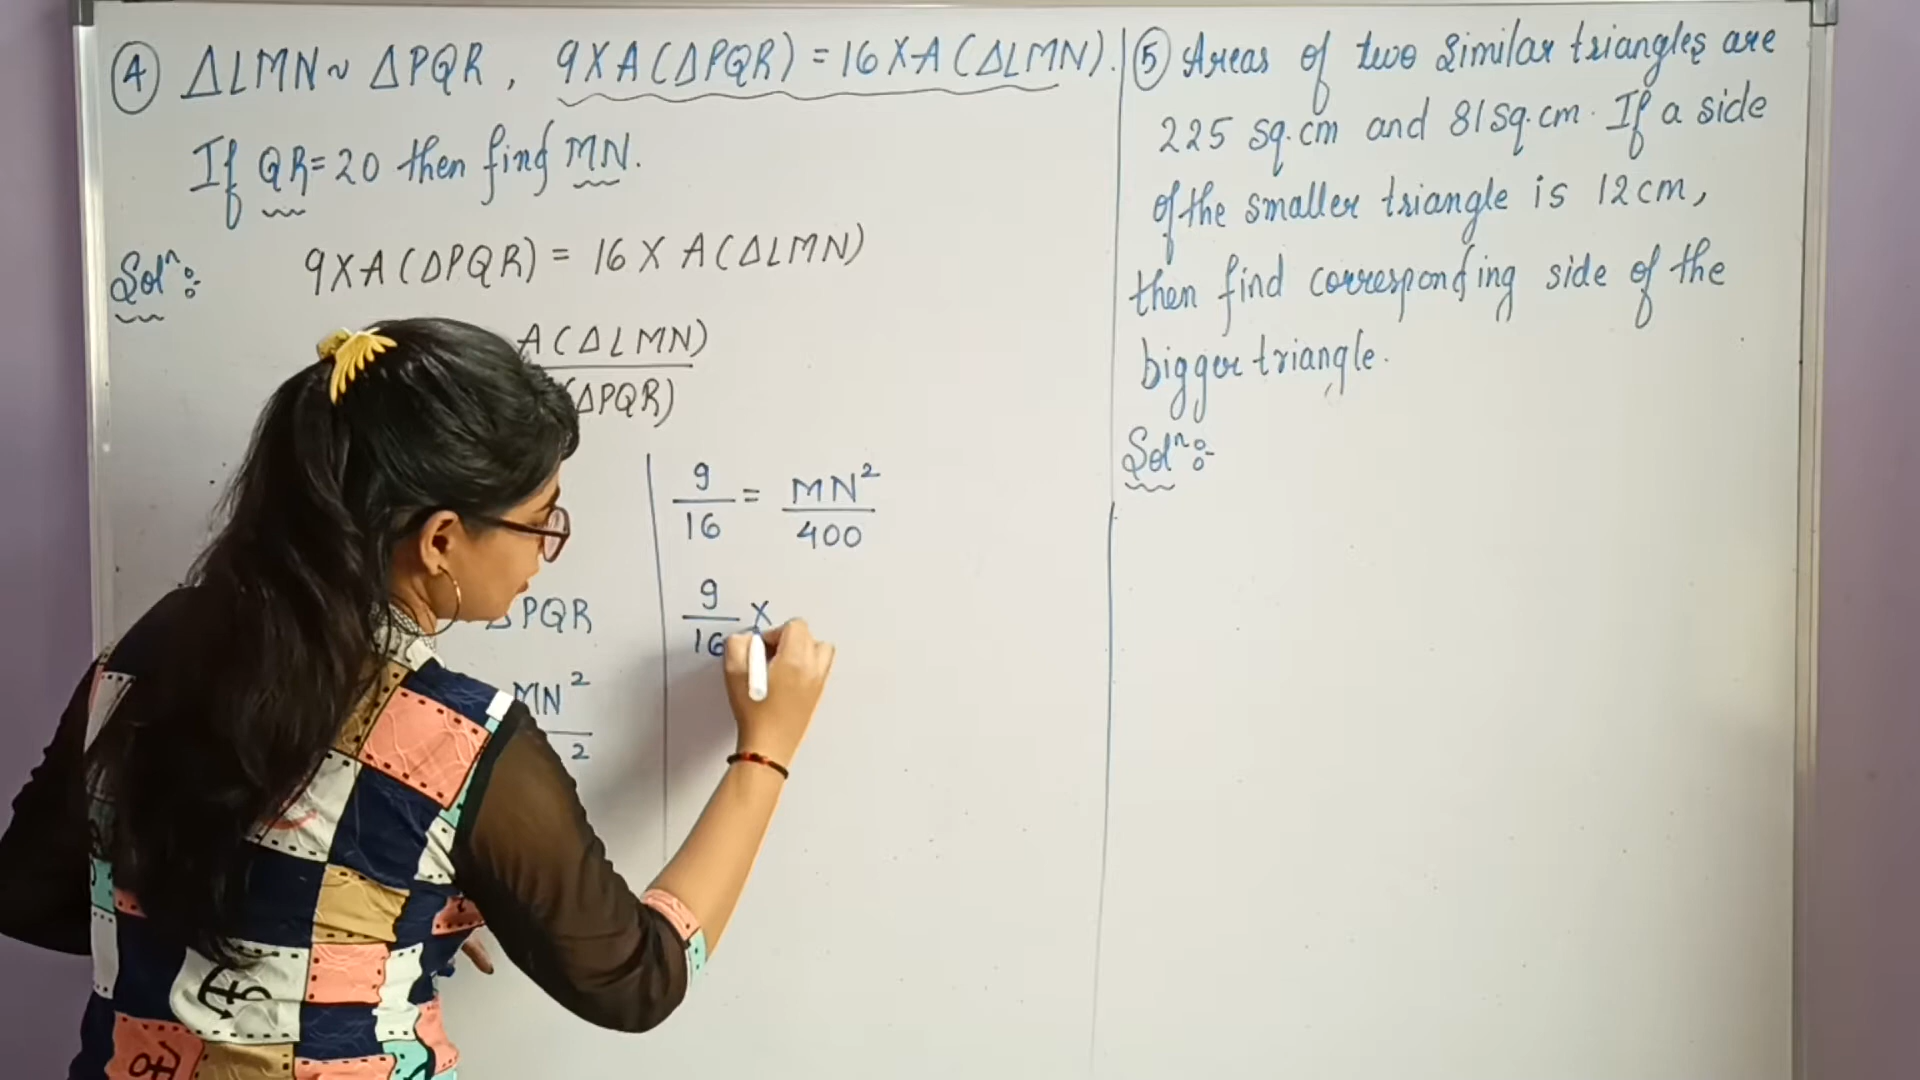 ④ ΔLMN ~ ΔPQR, 9 X A(ΔPQR) = 16 X A(ΔLMN).
If QR = 20 then find MN.
Solⁿ:-
9 X A(ΔPQR) = 16 X A(ΔLMN)
A(ΔLMN)
(ΔPQR)
ΔPQR
MN²
2
9/16 = MN²/400
9/16 X
⑤ Areas of two similar triangles are
225 sq.cm and 81 sq.cm. If a side
of the smaller triangle is 12 cm,
then find corresponding side of the
bigger triangle.
Solⁿ:-